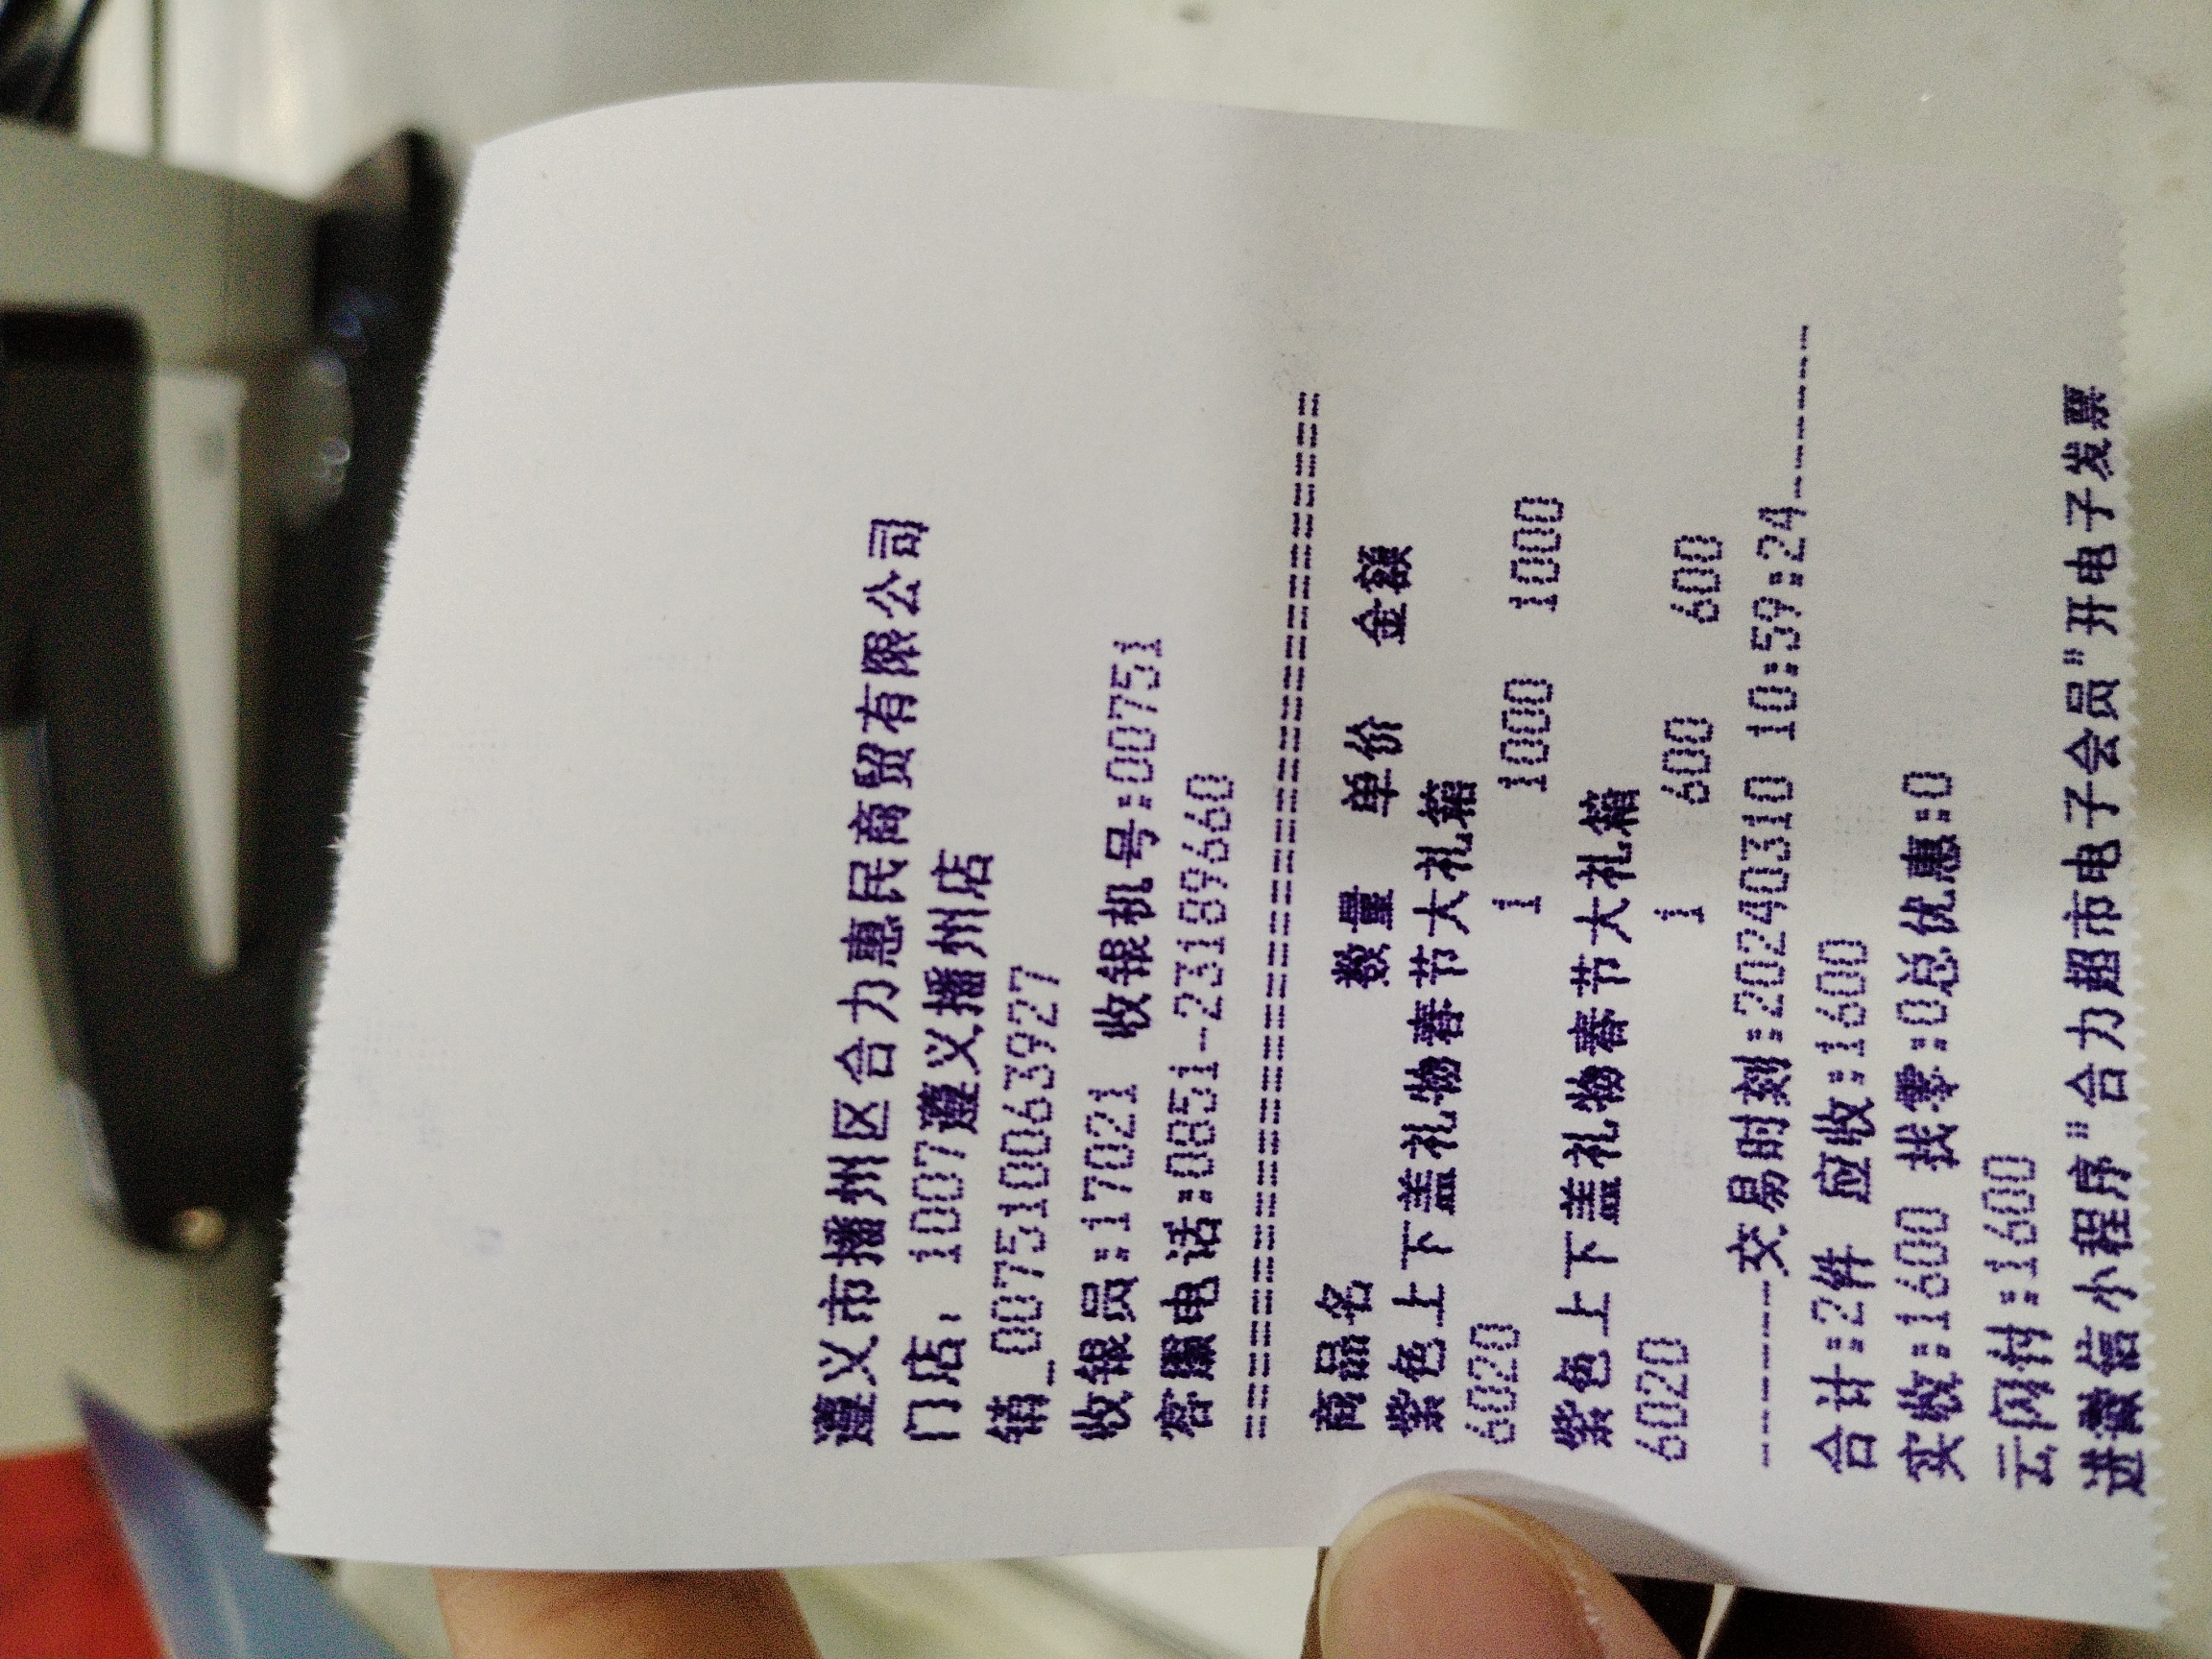 遵义市播州区合力惠民商贸有限公司
门店: 1007遵义播州店
销_007510063927
收银员:17021 收银机号:00751
客服电话:0851-23189660
==================================
商品名 数量 单价 金额
紫色上下盖礼物春节大礼箱
6020 1 1000 1000
紫色上下盖礼物春节大礼箱
6020 1 600 600
-------交易时刻:20240310 10:59:24-------
合计:2件 应收:1600
实收:1600 找零:0总优惠:0
云网付:1600
进微信小程序"合力超市电子会员"开电子发票